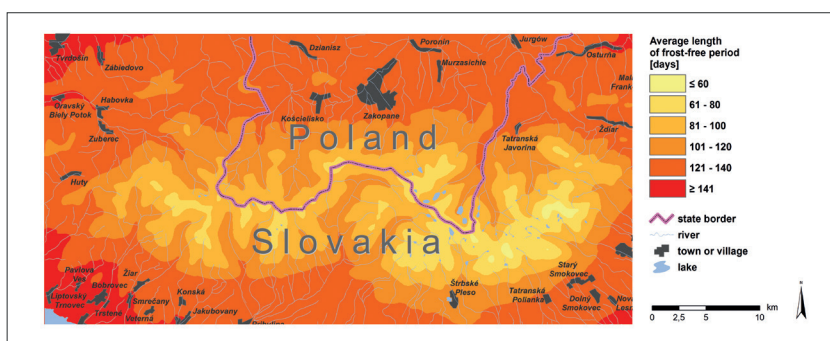 Tvrdošin
Zábiedovo
Dzianisz
Poronin
Jurgów
Osturna
Murzasichle
Oravský
Biely Potok
Habovka
Zuberec
Kościelisko
Zakopane
Ždiar
Tatranská
Javorina
Huty
Poland
Slovakia
Pavlova
Ves
Bobrovec
Žiar
Liptovský
Trnovec
Trstené
Smrečany
Veterná
Konská
Jakubovany
Štrbské
Pleso
Starý
Smokovec
Tatranská
Polianka
Dolný
Smokovec
Average length
of frost-free period
[days]
≤ 60
61 - 80
81 - 100
101 - 120
121 - 140
≥ 141
state border
river
town or village
lake
km
0 2,5 5 10